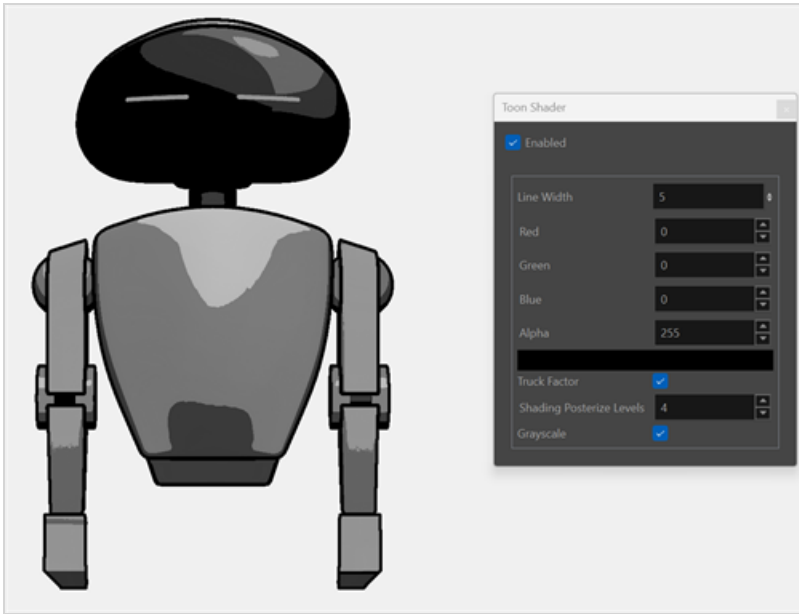 Toon Shader
Enabled
Line Width 5
Red 0
Green 0
Blue 0
Alpha 255
Truck Factor
Shading Posterize Levels 4
Grayscale